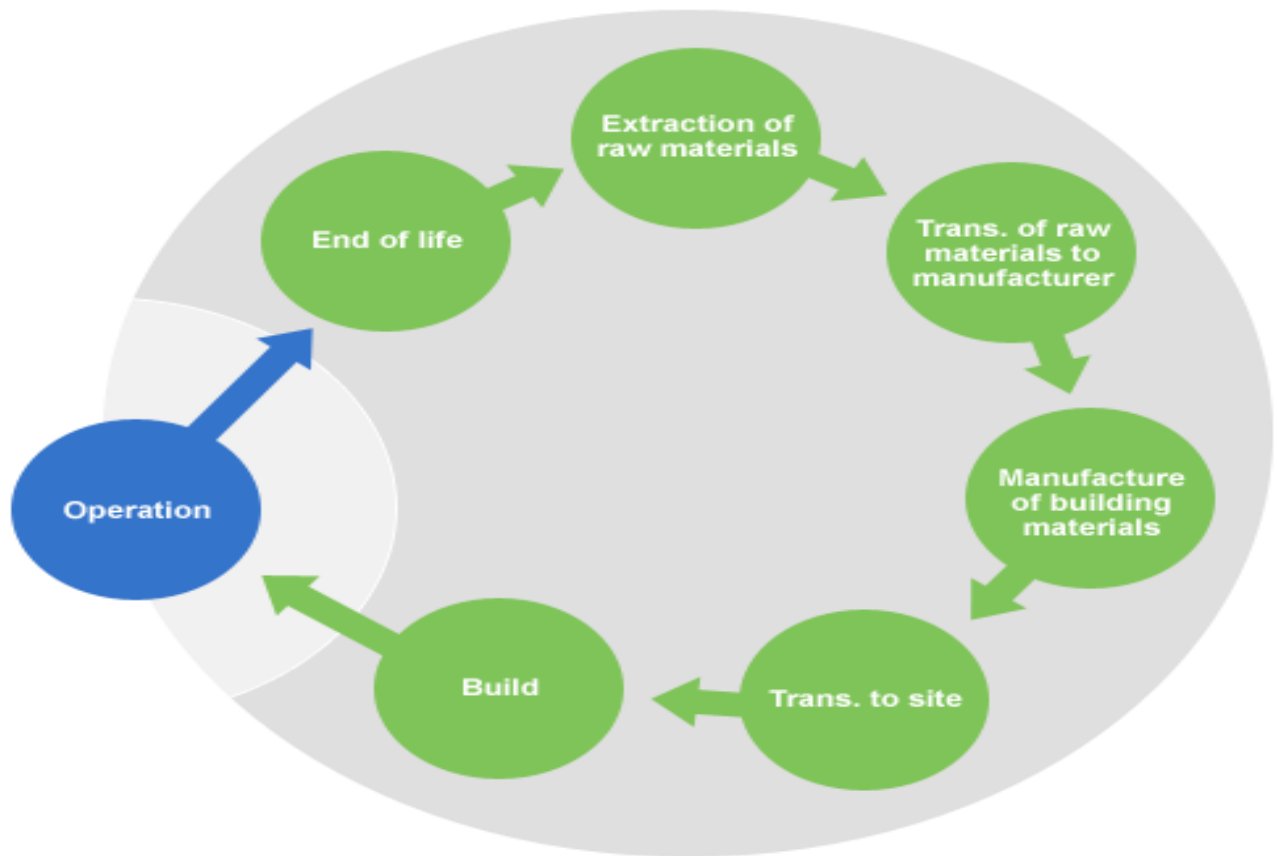 Extraction of
raw materials
Trans. of raw
materials to
manufacturer
Manufacture
of building
materials
Trans. to site
Build
Operation
End of life